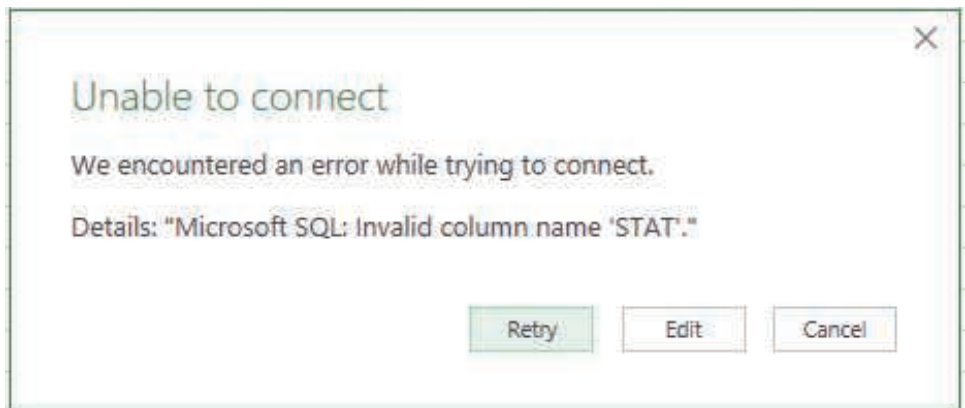 Unable to connect
We encountered an error while trying to connect.
Details: "Microsoft SQL: Invalid column name 'STAT'."
Retry Edit Cancel